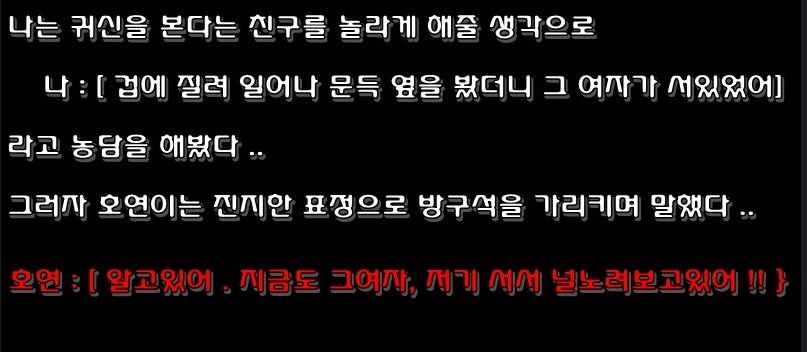 나는 귀신을 본다는 친구를 놀라게 해줄 생각으로
나 : [ 겁에 질려 일어나 문득 옆을 봤더니 그 여자가 서있었어]
라고 농담을 해봤다 ..
그러자 호연이는 진지한 표정으로 방구석을 가리키며 말했다 ..
호연 : [ 알고있어 . 지금도 그여자, 저기 서서 널노려보고있어 !! }